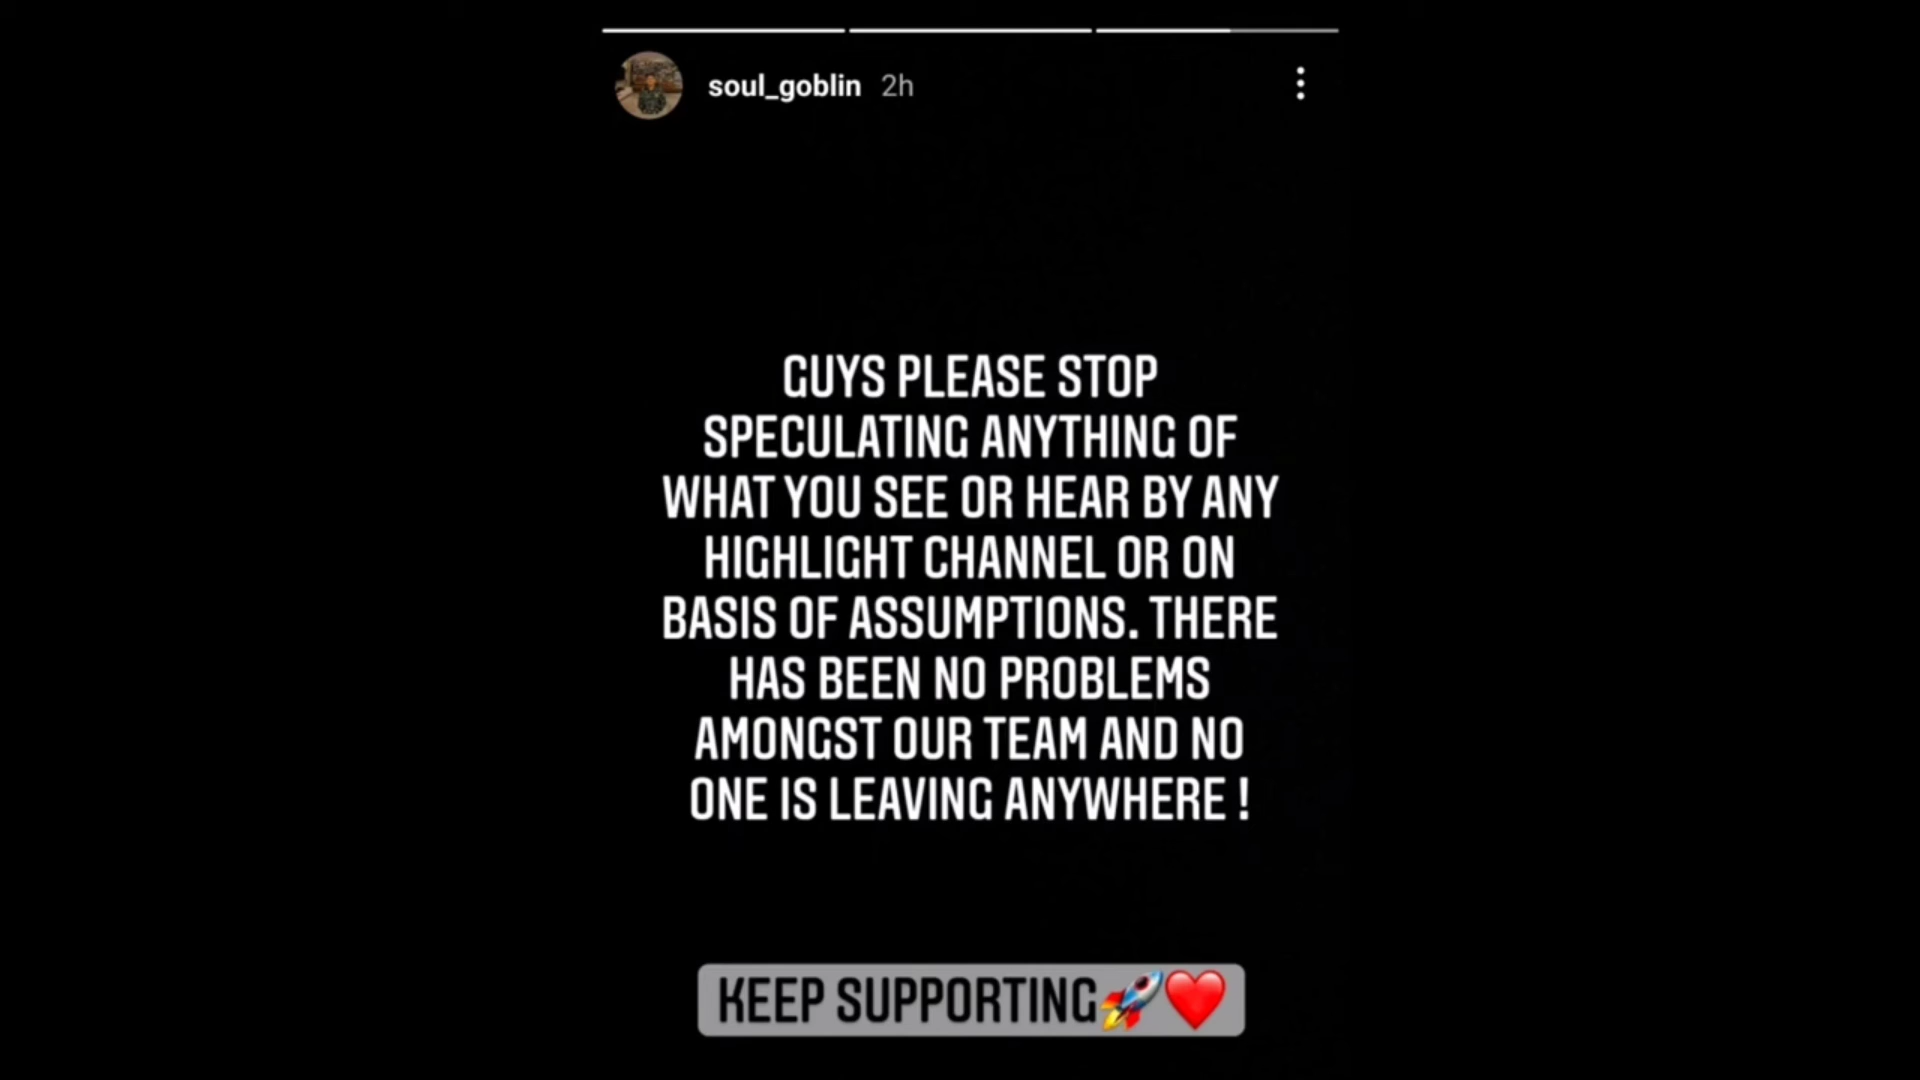 soul_goblin 2h
GUYS PLEASE STOP
SPECULATING ANYTHING OF
WHAT YOU SEE OR HEAR BY ANY
HIGHLIGHT CHANNEL OR ON
BASIS OF ASSUMPTIONS. THERE
HAS BEEN NO PROBLEMS
AMONGST OUR TEAM AND NO
ONE IS LEAVING ANYWHERE !
KEEP SUPPORTING🚀❤️